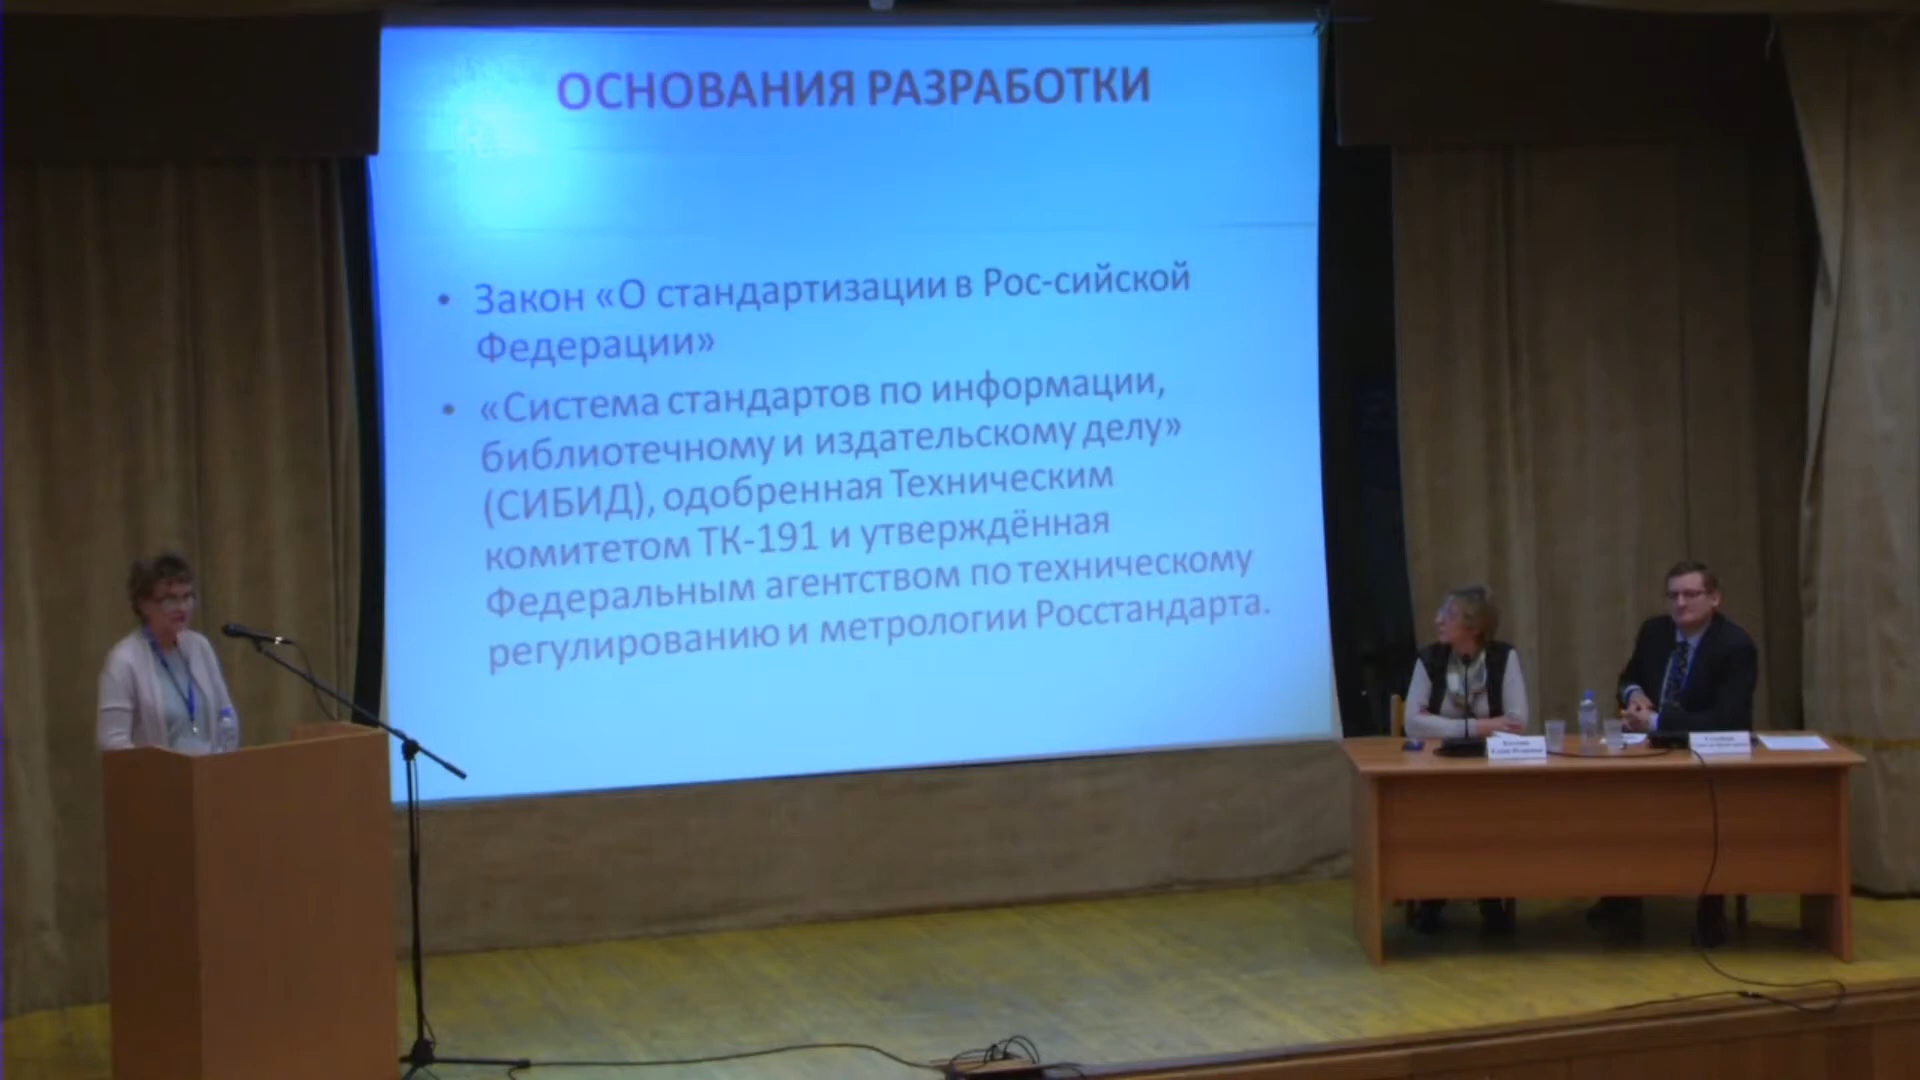 ОСНОВАНИЯ РАЗРАБОТКИ
• Закон «О стандартизации в Рос-сийской
Федерации»
• «Система стандартов по информации,
библиотечному и издательскому делу»
(СИБИД), одобренная Техническим
комитетом ТК-191 и утверждённая
Федеральным агентством по техническому
регулированию и метрологии Росстандарта.